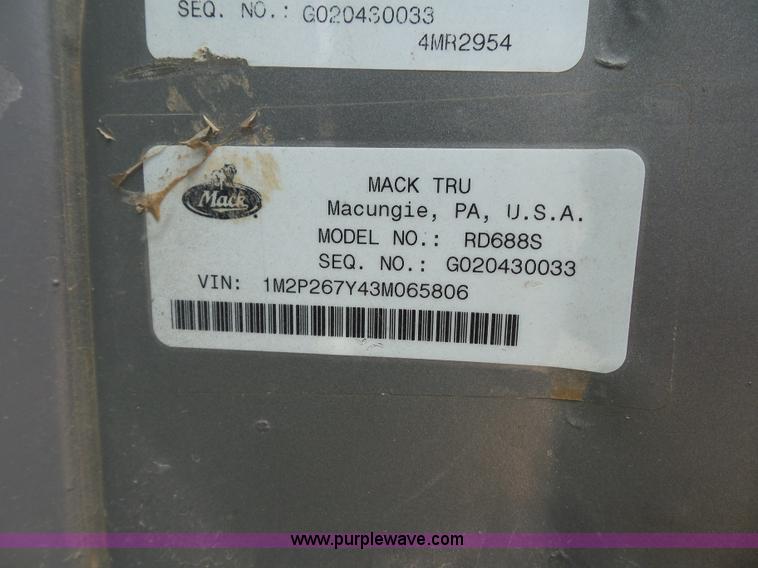 SEQ. NO.: G020430033
4MR2954
Mack
MACK TRU
Macungie, PA, U.S.A.
MODEL NO.: RD688S
SEQ. NO.: G020430033
VIN: 1M2P267Y43M065806
www.purplewave.com